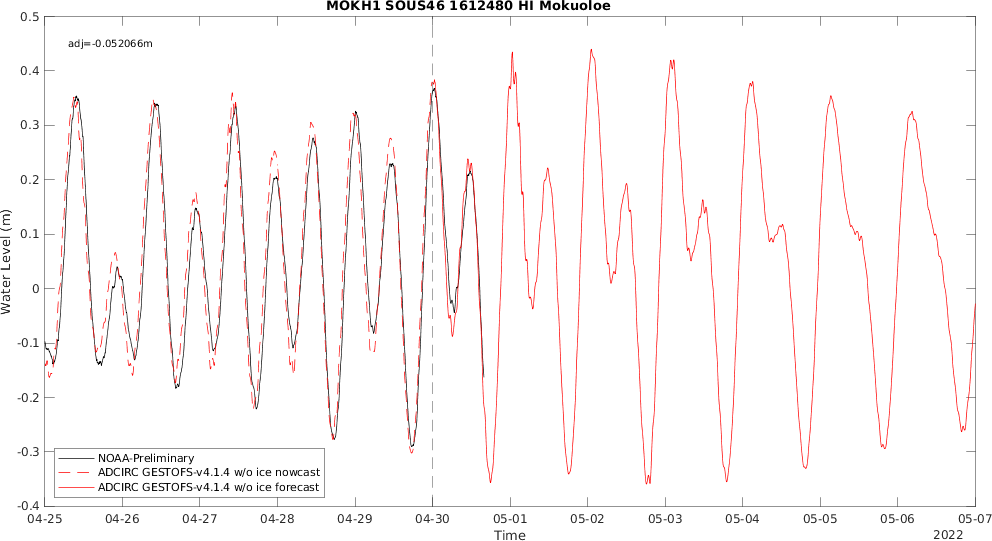 MOKH1 SOUS46 1612480 HI Mokuoloe
adj=-0.052066m
Water Level (m)
0.5
0.4
0.3
0.2
0.1
0
-0.1
-0.2
-0.3
-0.4
NOAA-Preliminary
ADCIRC GESTOFS-v4.1.4 w/o ice nowcast
ADCIRC GESTOFS-v4.1.4 w/o ice forecast
04-25 04-26 04-27 04-28 04-29 04-30 05-01 05-02 05-03 05-04 05-05 05-06 05-07
Time
2022